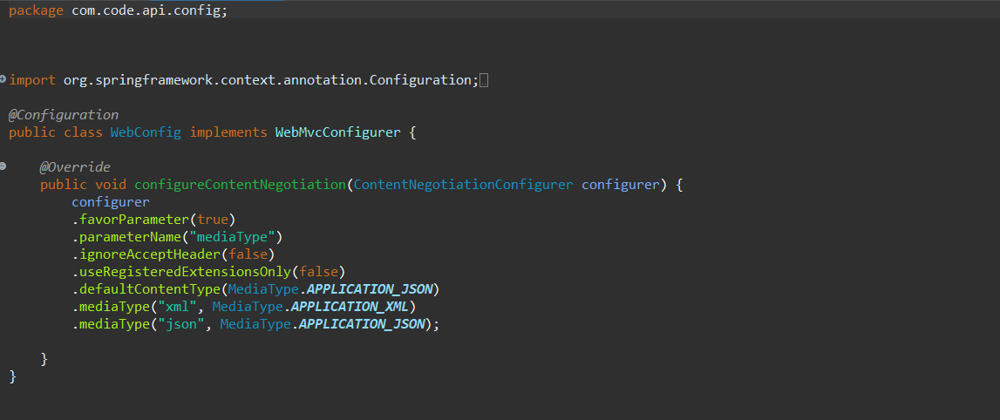 package com.code.api.config;
import org.springframework.context.annotation.Configuration;
@Configuration
public class WebConfig implements WebMvcConfigurer {
@Override
public void configureContentNegotiation(ContentNegotiationConfigurer configurer) {
configurer
.favorParameter(true)
.parameterName("mediaType")
.ignoreAcceptHeader(false)
.useRegisteredExtensionsOnly(false)
.defaultContentType(MediaType.APPLICATION_JSON)
.mediaType("xml", MediaType.APPLICATION_XML)
.mediaType("json", MediaType.APPLICATION_JSON);
}
}